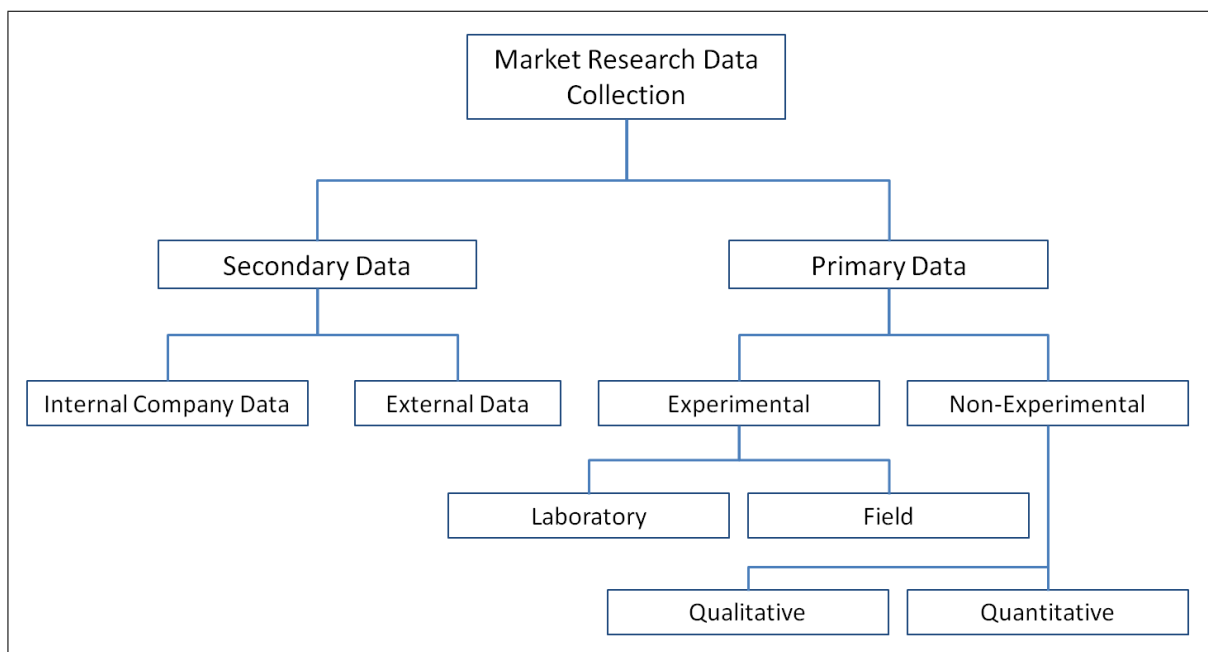 Market Research Data
Collection
Secondary Data
Primary Data
Internal Company Data
External Data
Experimental
Non-Experimental
Laboratory
Field
Qualitative
Quantitative